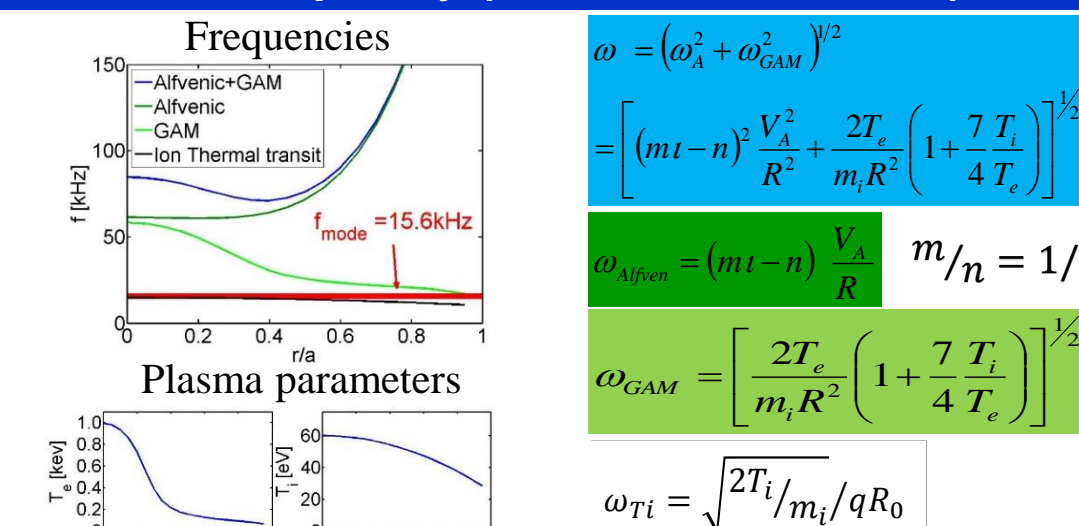 Frequencies
150
100
50
0
f [kHz]
Alfvenic+GAM
Alfvenic
GAM
Ion Thermal transit
f_mode =15.6kHz
0 0.2 0.4 0.6 0.8 1
r/a
Plasma parameters
1.0
0.8
0.6
0.4
0.2
T_e [kev]
60
40
20
T_i [eV]
ω = (ω_A^2 + ω_GAM^2)^1/2
= [(mι − n)^2 V_A^2/R^2 + 2T_e/m_iR^2 (1 + 7/4 T_i/T_e)]^1/2
ω_Alfven = (mι − n) V_A/R
m/n = 1/
ω_GAM = [2T_e/m_iR^2 (1 + 7/4 T_i/T_e)]^1/2
ω_Ti = √2T_i/m_i/qR_0